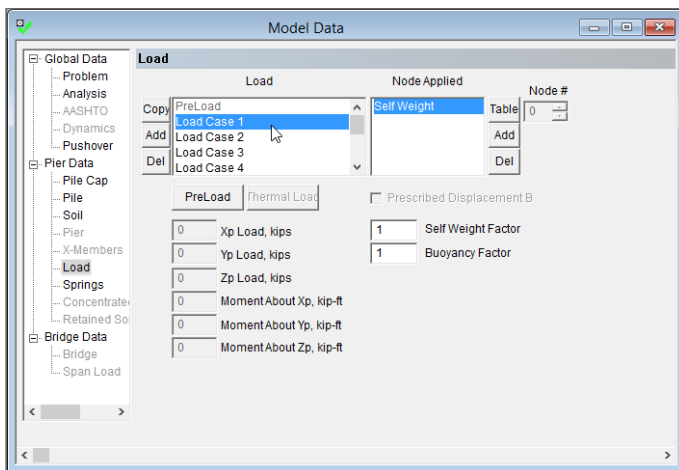 Model Data
Global Data
Problem
Analysis
AASHTO
Dynamics
Pushover
Pier Data
Pile Cap
Pile
Soil
Pier
X-Members
Load
Springs
Concentrate
Retained So
Bridge Data
Bridge
Span Load
Load
Load
Node Applied
Node #
Copy
Add
Del
PreLoad
Load Case 1
Load Case 2
Load Case 3
Load Case 4
Self Weight
Table
Add
Del
0
PreLoad
Thermal Load
Prescribed Displacement B
0 Xp Load, kips
0 Yp Load, kips
0 Zp Load, kips
0 Moment About Xp, kip-ft
0 Moment About Yp, kip-ft
0 Moment About Zp, kip-ft
1 Self Weight Factor
1 Buoyancy Factor